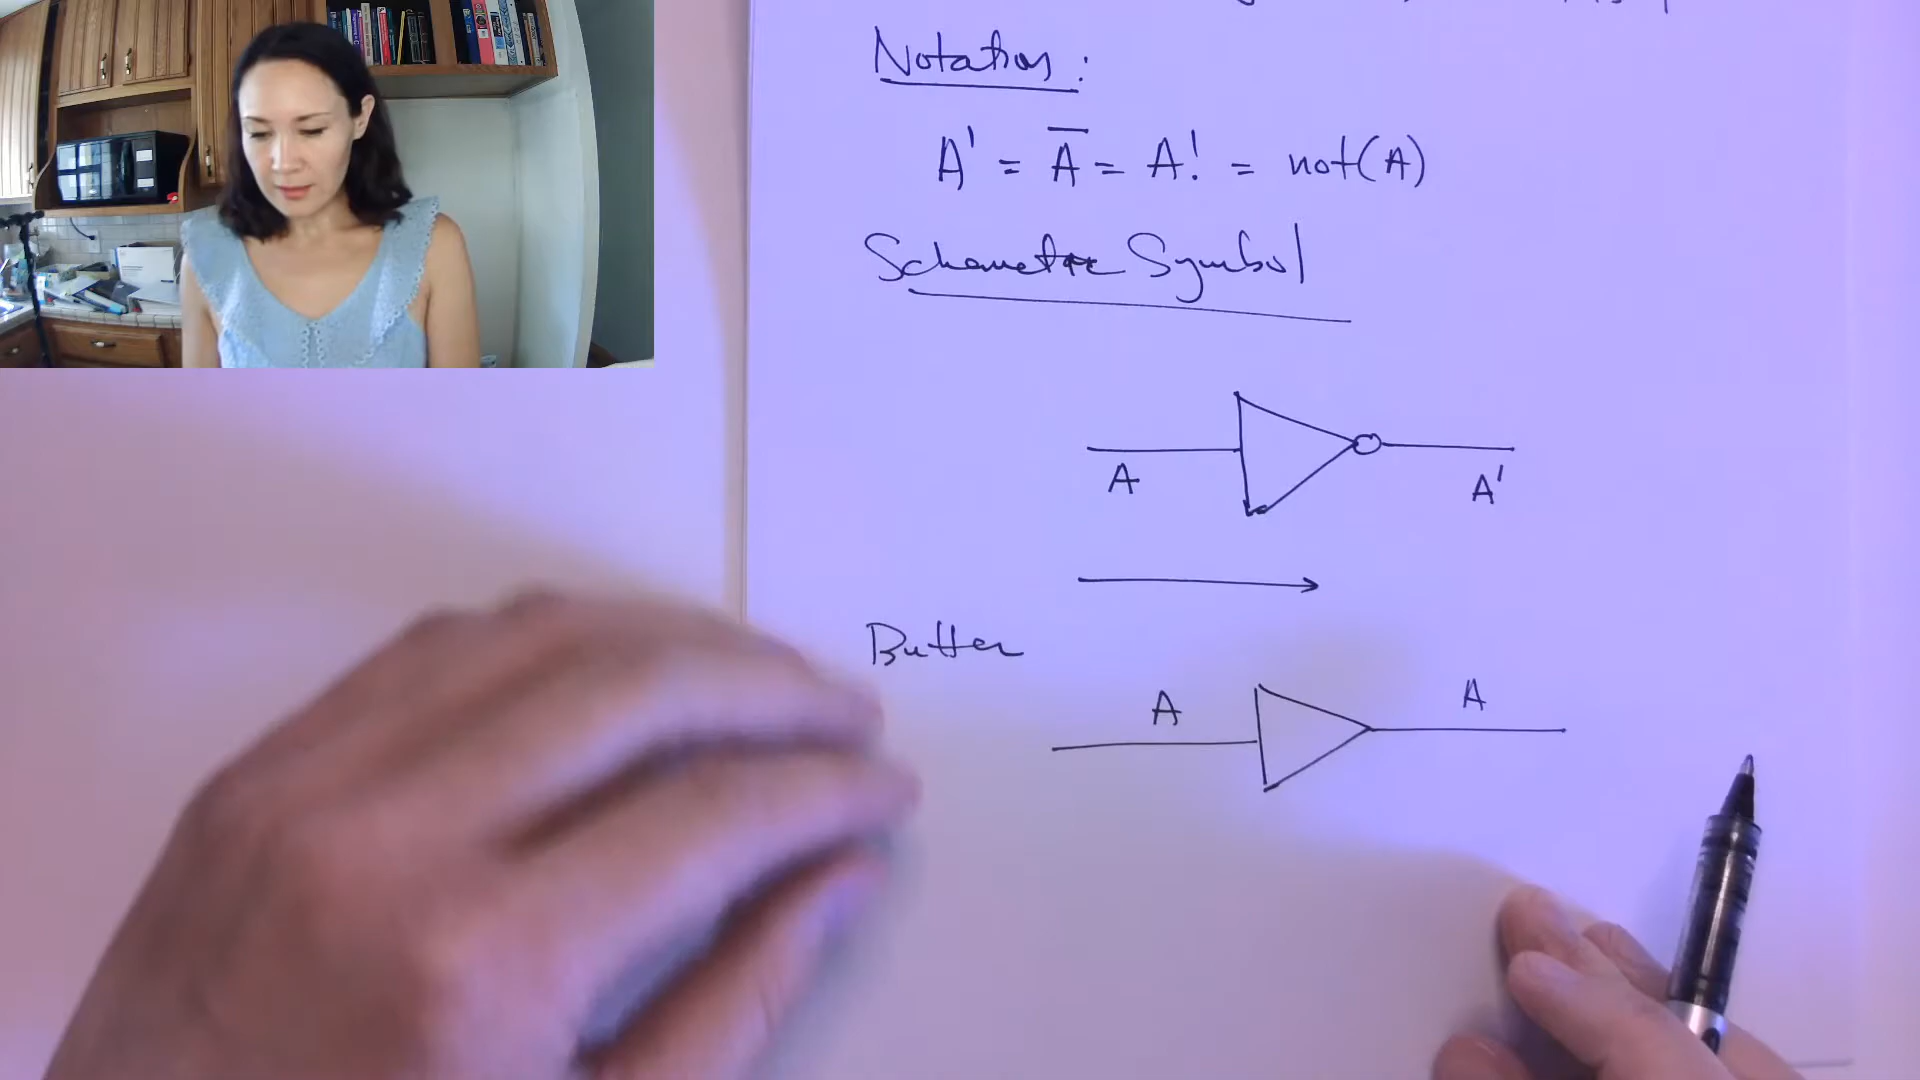 Notation:
A' = A̅ = A! = not(A)
Schematic Symbol
A
A'
Buffer
A
A